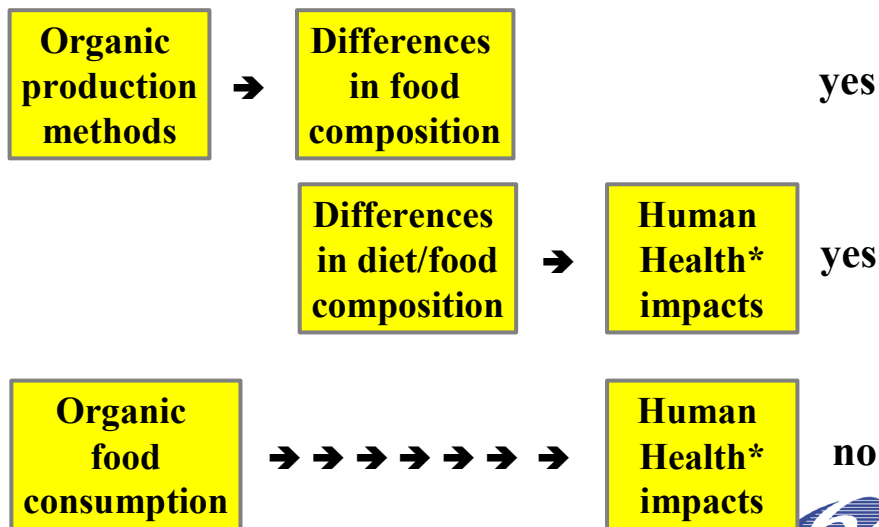 Organic
production
methods
➔
Differences
in food
composition
yes
Differences
in diet/food
composition
➔
Human
Health*
impacts
yes
Organic
food
consumption
➔ ➔ ➔ ➔ ➔ ➔ ➔
Human
Health*
impacts
no